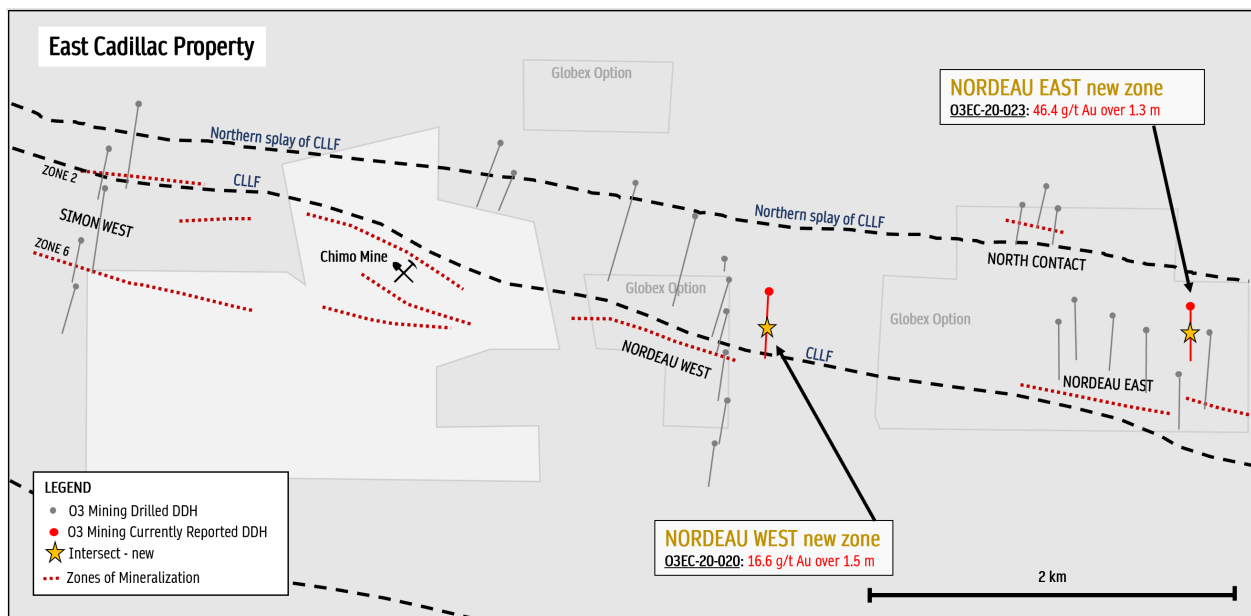 East Cadillac Property
Globex Option
NORDEAU EAST new zone
O3EC-20-023: 46.4 g/t Au over 1.3 m
Northern splay of CLLF
ZONE 2
CLLF
SIMON WEST
Northern splay of CLLF
ZONE 6
Chimo Mine
NORTH CONTACT
Globex Option
Globex Option
NORDEAU WEST
CLLF
NORDEAU EAST
LEGEND
O3 Mining Drilled DDH
O3 Mining Currently Reported DDH
Intersect - new
Zones of Mineralization
NORDEAU WEST new zone
O3EC-20-020: 16.6 g/t Au over 1.5 m
2 km